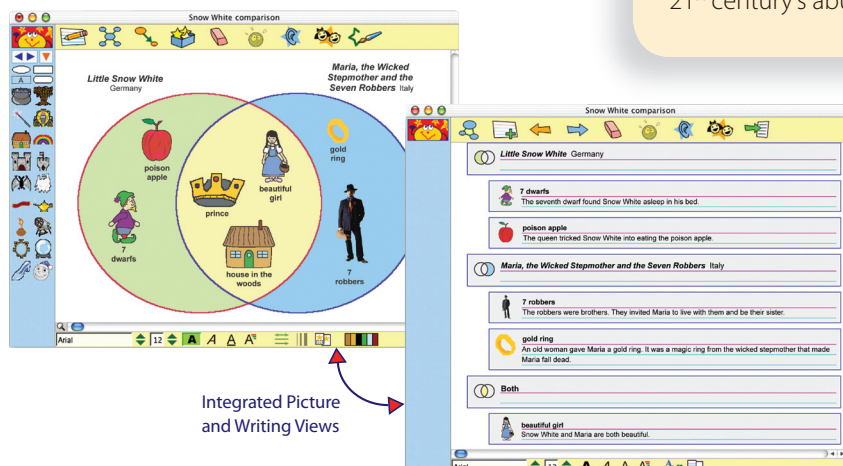 21st century's abu
Snow White comparison
Little Snow White
Germany
Maria, the Wicked
Stepmother and the
Seven Robbers Italy
poison
apple
7
dwarfs
prince
beautiful
girl
house in the
woods
gold
ring
7
robbers
A
Arial
12
A A A A
Integrated Picture
and Writing Views
Snow White comparison
Little Snow White Germany
7 dwarfs
The seventh dwarf found Snow White asleep in his bed.
poison apple
The queen tricked Snow White into eating the poison apple.
Maria, the Wicked Stepmother and the Seven Robbers Italy
7 robbers
The robbers were brothers. They invited Maria to live with them and be their sister.
gold ring
An old woman gave Maria a gold ring. It was a magic ring from the wicked stepmother that made
Maria fall dead.
Both
beautiful girl
Snow White and Maria are both beautiful.
Arial
12
A A A A A